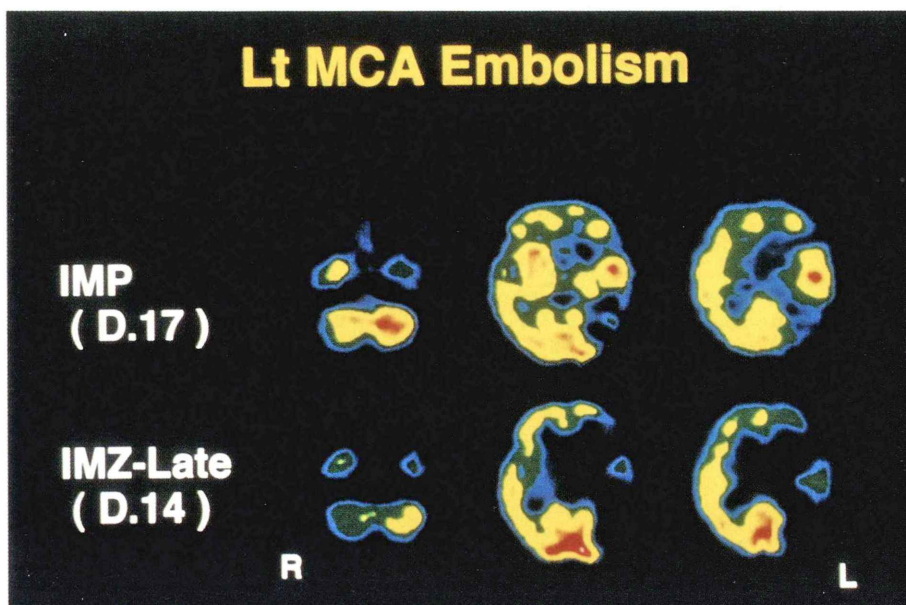 Lt MCA Embolism
IMP
( D.17 )
IMZ-Late
( D.14 )
R
L